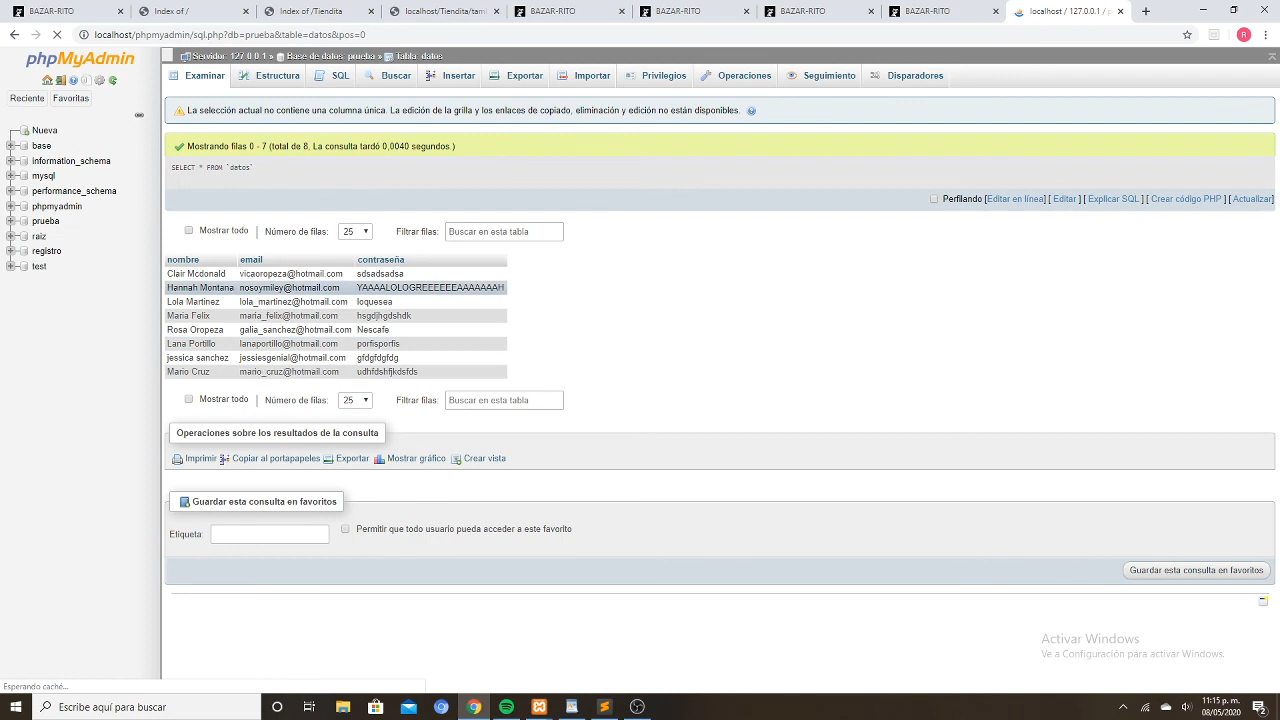 BAZAR-RITO × Index of / × Index of /Tiendita × localhost/Tiendita/tam × BAZAR-RITO × BAZAR-RITO × BAZAR-RITO × BAZAR-RITO × localhost / 127.0.0.1 / p ×
localhost/phpmyadmin/sql.php?db=prueba&table=datos&pos=0
R
phpMyAdmin
Reciente Favoritas
Nueva
base
information_schema
mysql
performance_schema
phpmyadmin
prueba
raiz
registro
test
Servidor: 127.0.0.1 » Base de datos: prueba » Tabla: datos
Examinar Estructura SQL Buscar Insertar Exportar Importar Privilegios Operaciones Seguimiento Disparadores
La selección actual no contiene una columna única. La edición de la grilla y los enlaces de copiado, eliminación y edición no están disponibles.
Mostrando filas 0 - 7 (total de 8, La consulta tardó 0,0040 segundos.)
SELECT * FROM `datos`
Perfilando [Editar en línea] [ Editar ] [ Explicar SQL ] [ Crear código PHP ] [ Actualizar]
Mostrar todo | Número de filas: 25 Filtrar filas: Buscar en esta tabla
nombre email contraseña
Clair Mcdonald vicaoropeza@hotmail.com sdsadsadsa
Hannah Montana nosoymiley@hotmail.com YAAAALOLOGREEEEEEAAAAAAAH
Lola Martinez lola_martinez@hotmail.com loquesea
Maria Felix maria_felix@hotmail.com hsgdjhgdshdk
Rosa Oropeza galia_sanchez@hotmail.com Nescafe
Lana Portillo lanaportillo@hotmail.com porfisporfis
jessica sanchez jessiesgenial@hotmail.com gfdgfdgfdg
Mario Cruz mario_cruz@hotmail.com udhfdshfjkdsfds
Mostrar todo | Número de filas: 25 Filtrar filas: Buscar en esta tabla
Operaciones sobre los resultados de la consulta
Imprimir Copiar al portapapeles Exportar Mostrar gráfico Crear vista
Guardar esta consulta en favoritos
Etiqueta: Permitir que todo usuario pueda acceder a este favorito
Guardar esta consulta en favoritos
Activar Windows
Ve a Configuración para activar Windows.
Esperando caché...
Escribe aquí para buscar
11:15 p.m.
08/05/2020